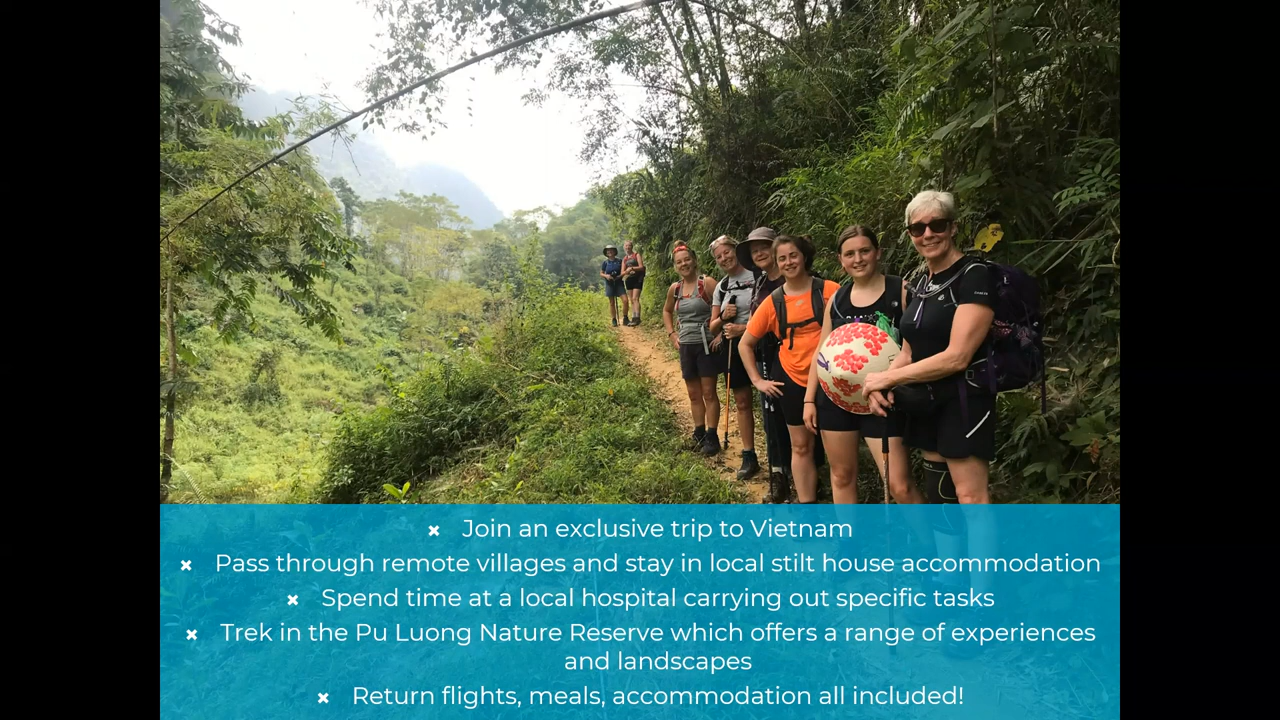 ✖ Join an exclusive trip to Vietnam
✖ Pass through remote villages and stay in local stilt house accommodation
✖ Spend time at a local hospital carrying out specific tasks
✖ Trek in the Pu Luong Nature Reserve which offers a range of experiences
and landscapes
✖ Return flights, meals, accommodation all included!